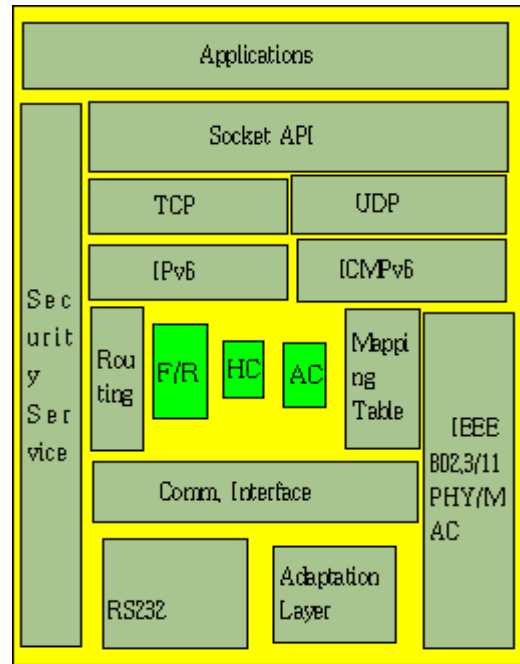 Applications
Socket API
TCP
UDP
IPv6
ICMPv6
Sec
urit
y
Ser
vice
Rou
ting
F/R
HC
AC
Mappi
ng
Table
IEEE
802.3/11
PHY/M
AC
Comm. Interface
RS232
Adaptation
Layer